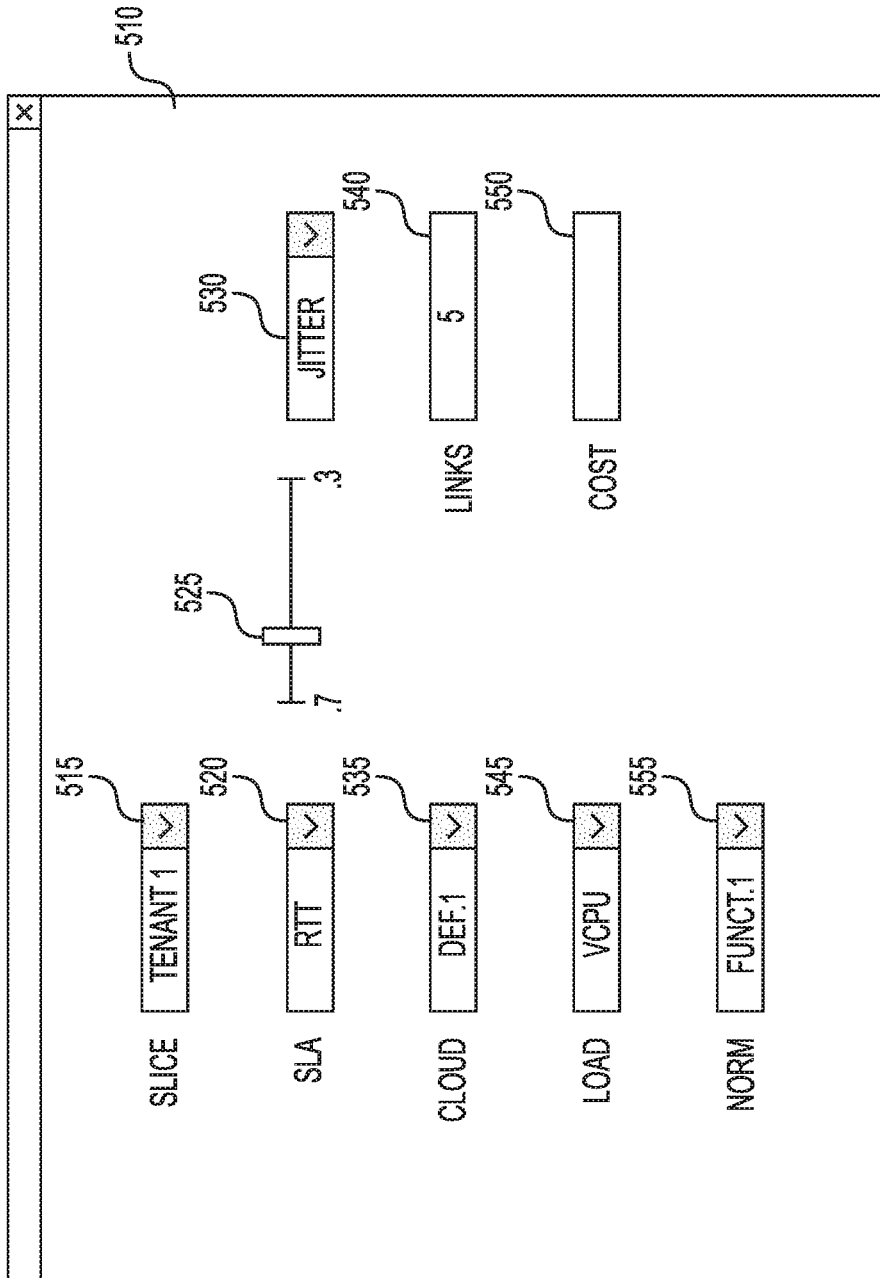 X
510
515
SLICE TENANT 1
520 525 530
SLA RTT .7 .3 JITTER
535 540
CLOUD DEF.1 LINKS 5
545 550
LOAD VCPU COST
555
NORM FUNCT.1